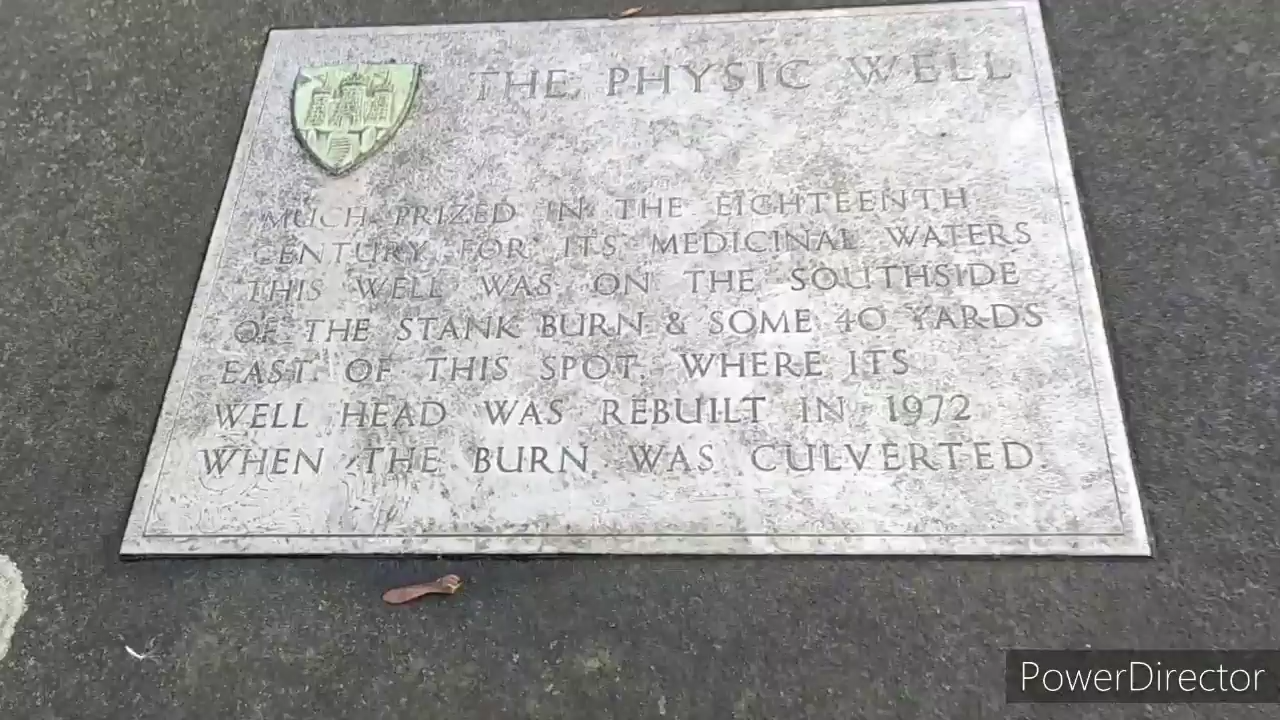 THE PHYSIC WELL
MUCH PRIZED IN THE EIGHTEENTH
CENTURY FOR ITS MEDICINAL WATERS
THIS WELL WAS ON THE SOUTHSIDE
OF THE STANK BURN & SOME 40 YARDS
EAST OF THIS SPOT, WHERE ITS
WELL HEAD WAS REBUILT IN 1972
WHEN THE BURN WAS CULVERTED
PowerDirector